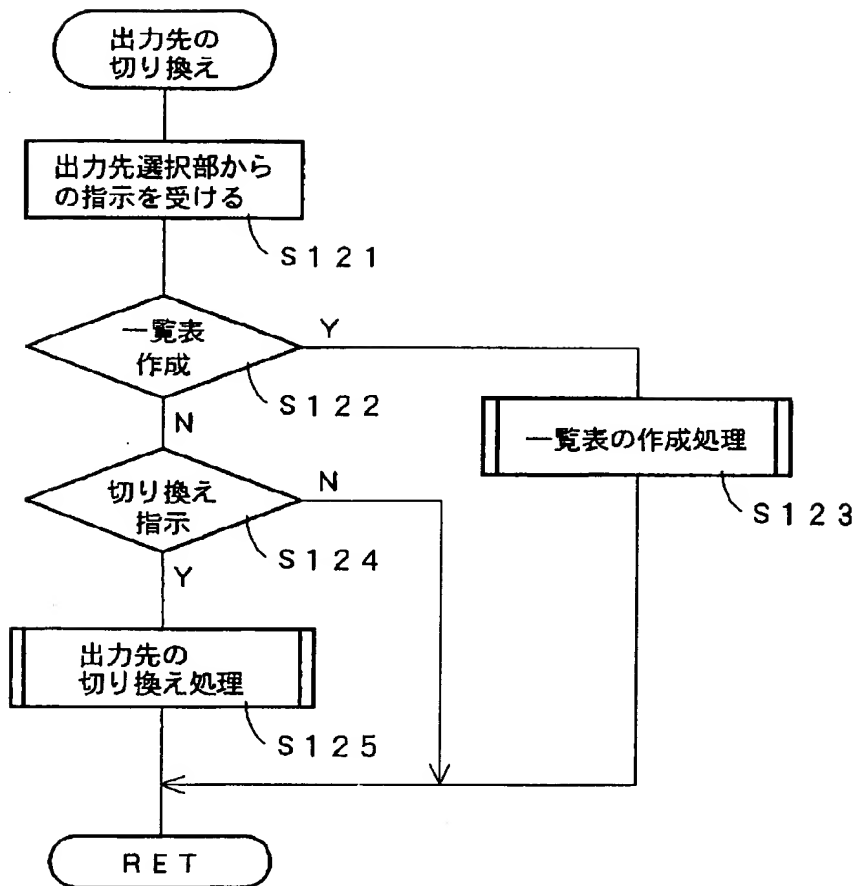 出力先の
切り換え
出力先選択部から
の指示を受ける
S121
一覧表
作成
Y
S122
N
一覧表の作成処理
S123
切り換え
指示
N
S124
Y
出力先の
切り換え処理
S125
RET